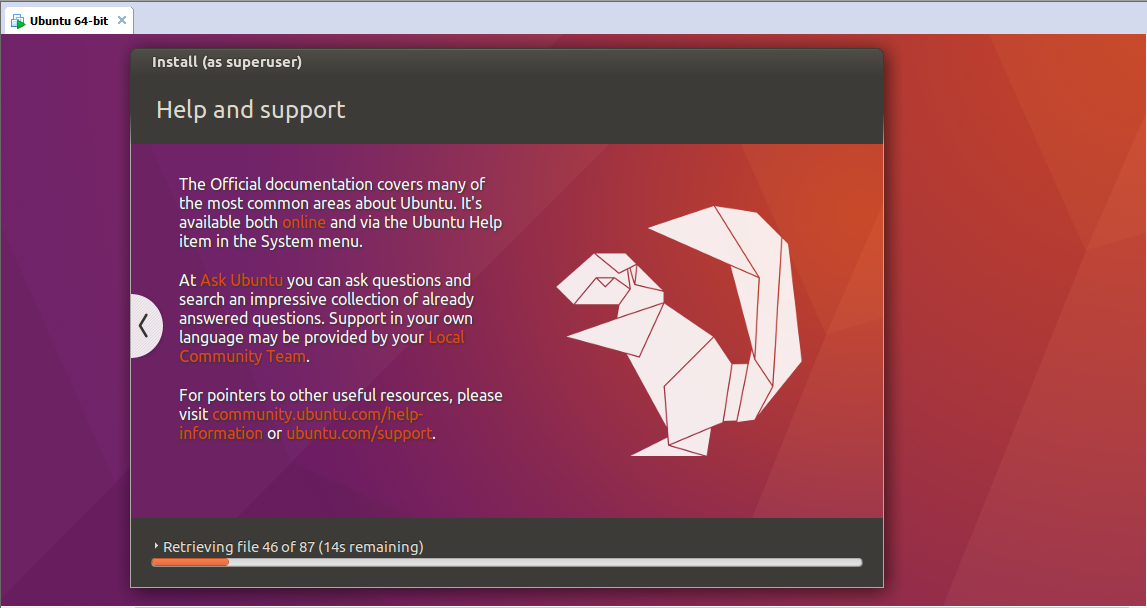 Ubuntu 64-bit
Install (as superuser)
Help and support
The Official documentation covers many of
the most common areas about Ubuntu. It's
available both online and via the Ubuntu Help
item in the System menu.
At Ask Ubuntu you can ask questions and
search an impressive collection of already
answered questions. Support in your own
language may be provided by your Local
Community Team.
For pointers to other useful resources, please
visit community.ubuntu.com/help-
information or ubuntu.com/support.
Retrieving file 46 of 87 (14s remaining)